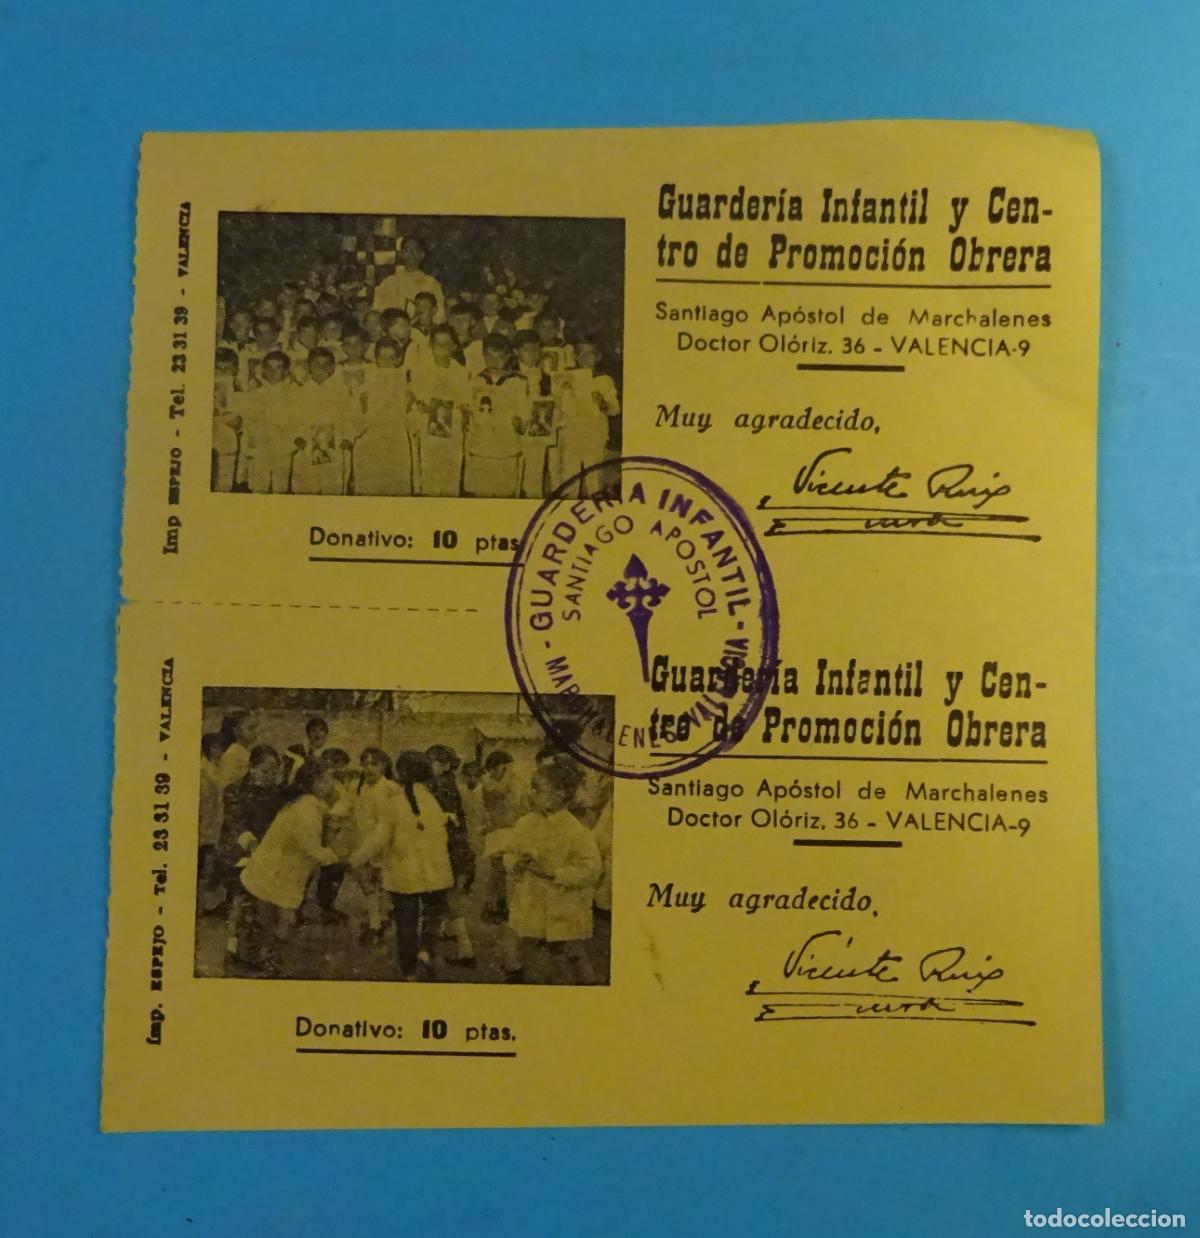 Imp ESPEJO - Tel. 23 31 39 - VALENCIA
Guardería Infantil y Cen-
tro de Promoción Obrera
Santiago Apóstol de Marchalenes
Doctor Olóriz. 36 - VALENCIA-9
Muy agradecido,
Vicente Ruiz
Donativo: 10 ptas
- GUARDERIA INFANTIL -
SANTIAGO APOSTOL
MARCHALENES VALENCIA
Imp. ESPEJO - Tel. 23 31 39 - VALENCIA
Guardería Infantil y Cen-
tro de Promoción Obrera
Santiago Apóstol de Marchalenes
Doctor Olóriz, 36 - VALENCIA-9
Muy agradecido,
Vicente Ruiz
Donativo: 10 ptas.
todocoleccion